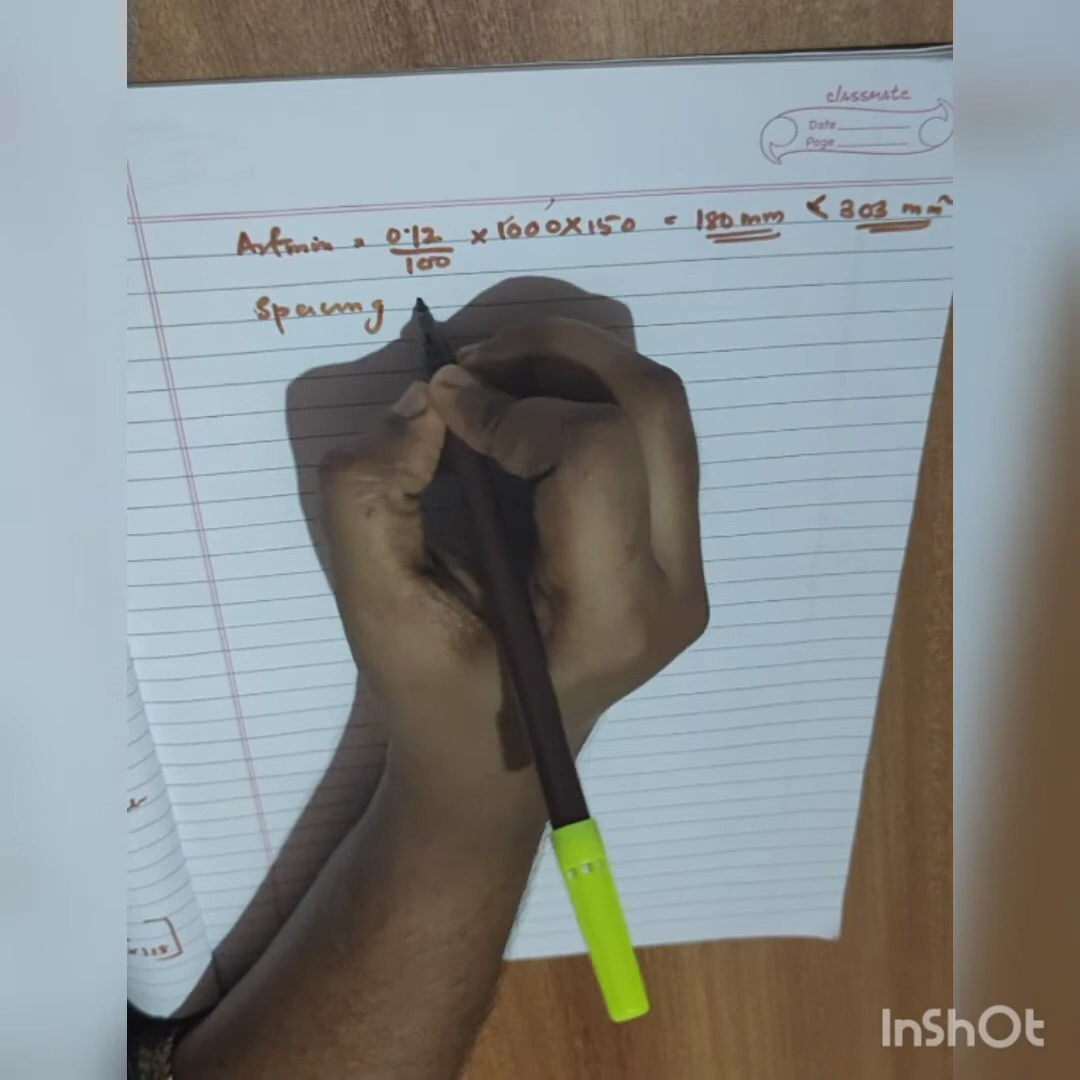 classmate
Date
Page
Astmin = 0.12/100 × 1000×150 = 180 mm < 303 mm²
Spacing
InShOt